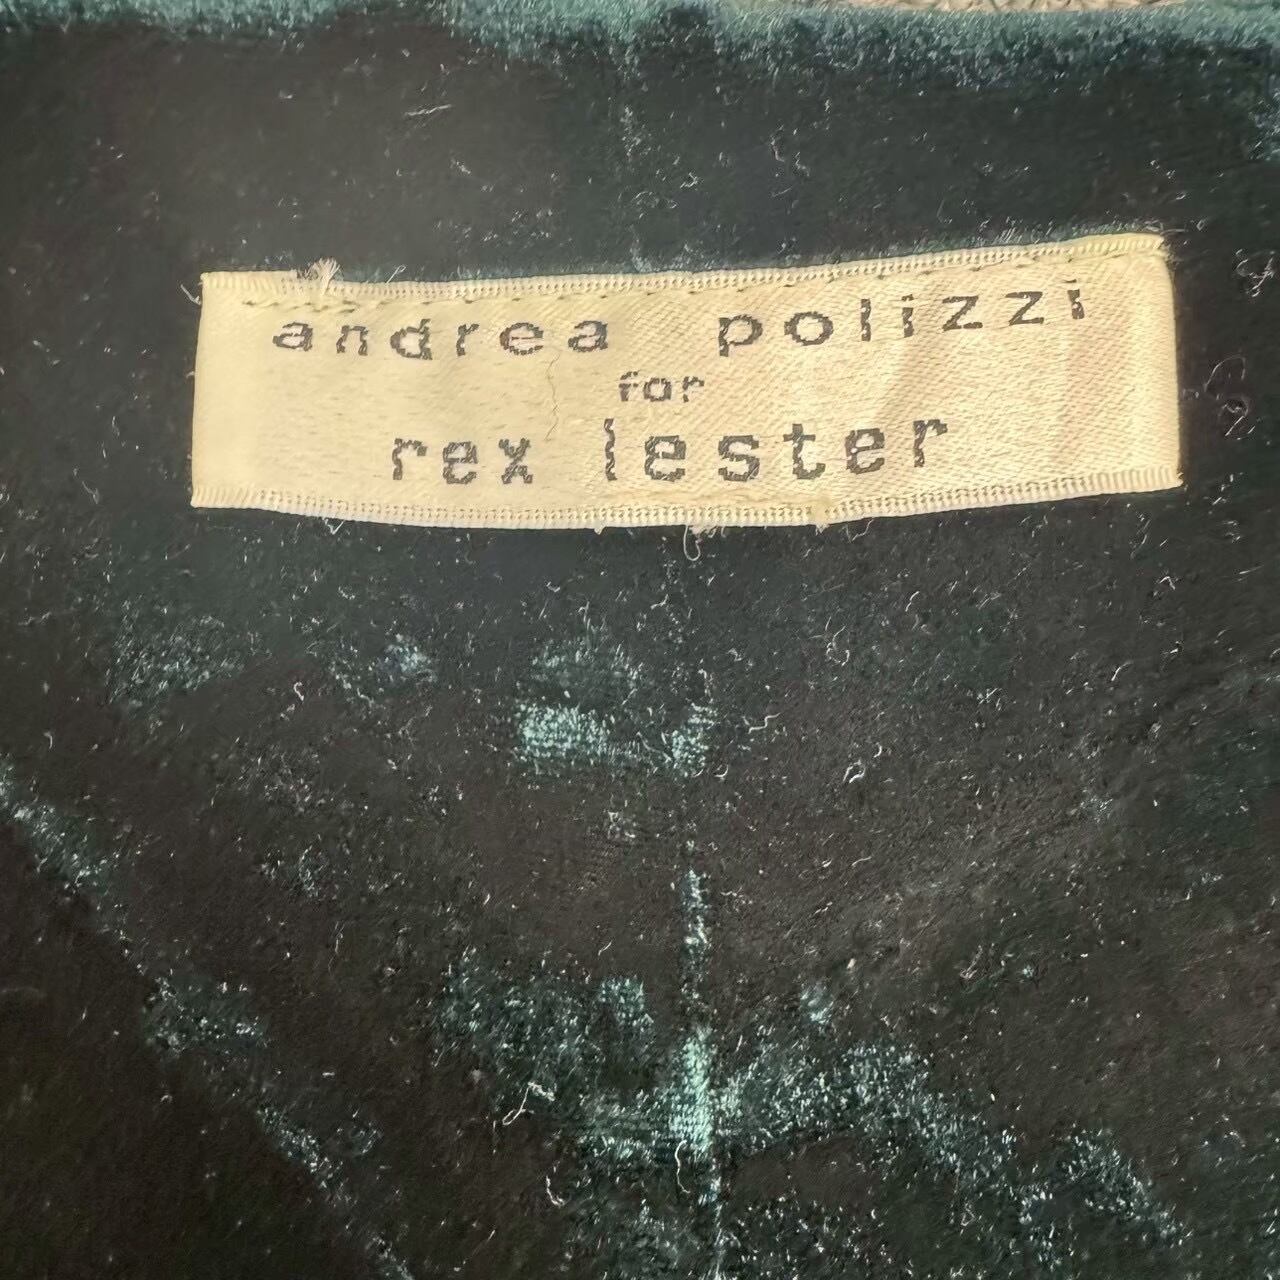 andrea polizzi
for
rex lester